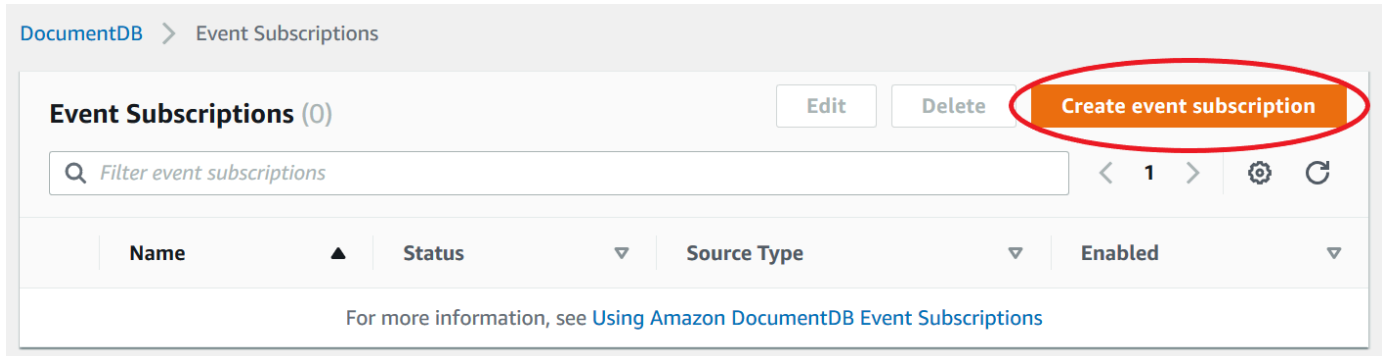 DocumentDB > Event Subscriptions
Event Subscriptions (0) Edit Delete Create event subscription
Filter event subscriptions 1
Name Status Source Type Enabled
For more information, see Using Amazon DocumentDB Event Subscriptions